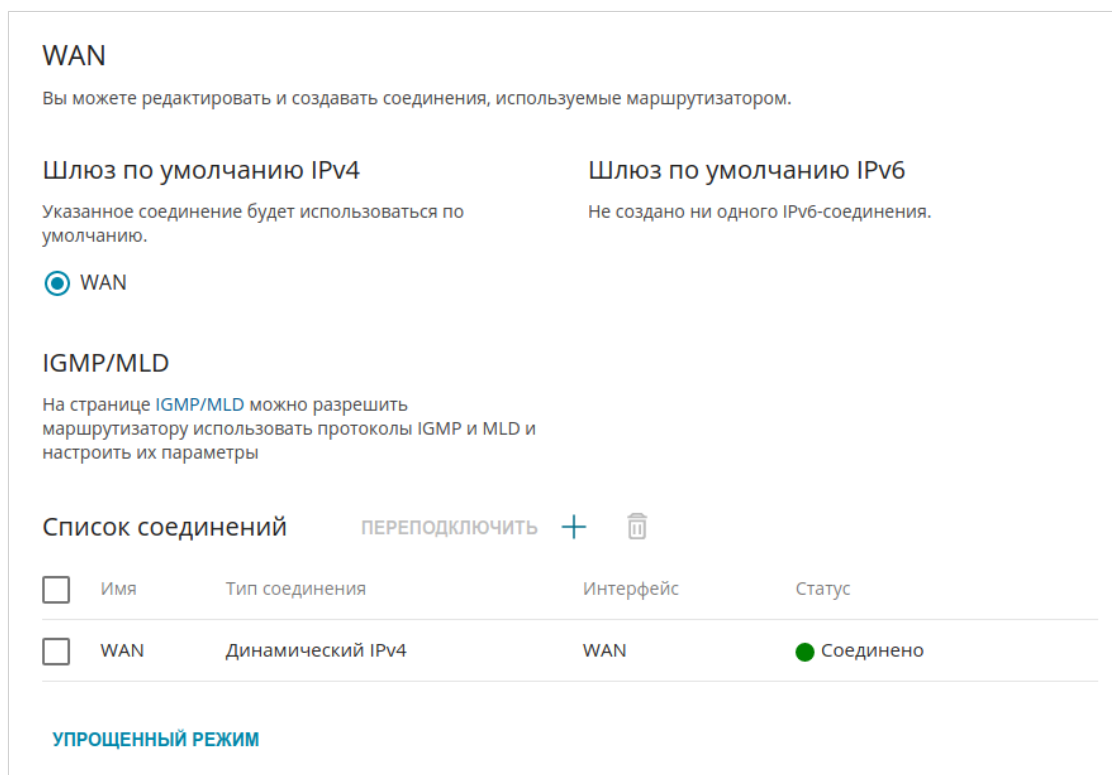 WAN
Вы можете редактировать и создавать соединения, используемые маршрутизатором.
Шлюз по умолчанию IPv4
Указанное соединение будет использоваться по
умолчанию.
WAN
Шлюз по умолчанию IPv6
Не создано ни одного IPv6-соединения.
IGMP/MLD
На странице IGMP/MLD можно разрешить
маршрутизатору использовать протоколы IGMP и MLD и
настроить их параметры
Список соединений ПЕРЕПОДКЛЮЧИТЬ
Имя Тип соединения Интерфейс Статус
WAN Динамический IPv4 WAN Соединено
УПРОЩЕННЫЙ РЕЖИМ